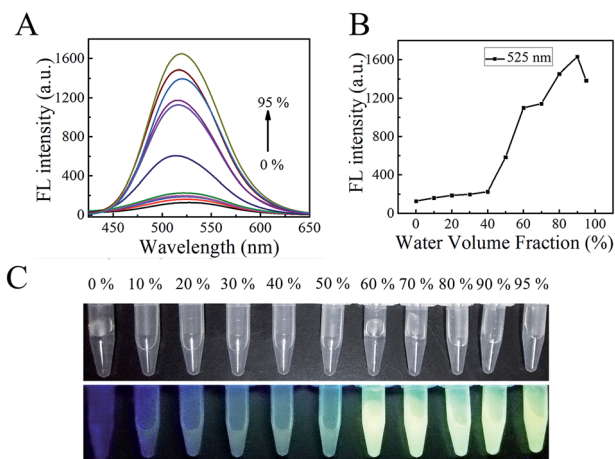 A
FL intensity (a.u.)
1600
1200
800
400
0
450
500
550
600
650
Wavelength (nm)
95 %
0 %
B
FL intensity (a.u.)
1600
1200
800
400
0
0
20
40
60
80
100
Water Volume Fraction(%)
525 nm
C
0 % 10 % 20 % 30 % 40 % 50 % 60 % 70 % 80 % 90 % 95 %